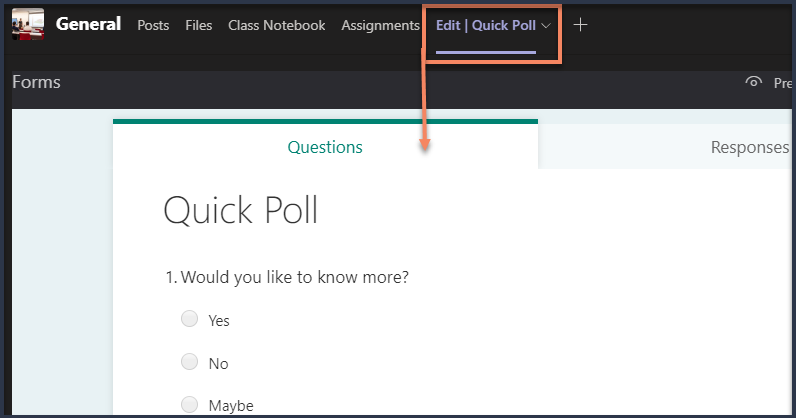 General Posts Files Class Notebook Assignments Edit | Quick Poll
Forms
Questions Responses
Quick Poll
1. Would you like to know more?
Yes
No
Maybe